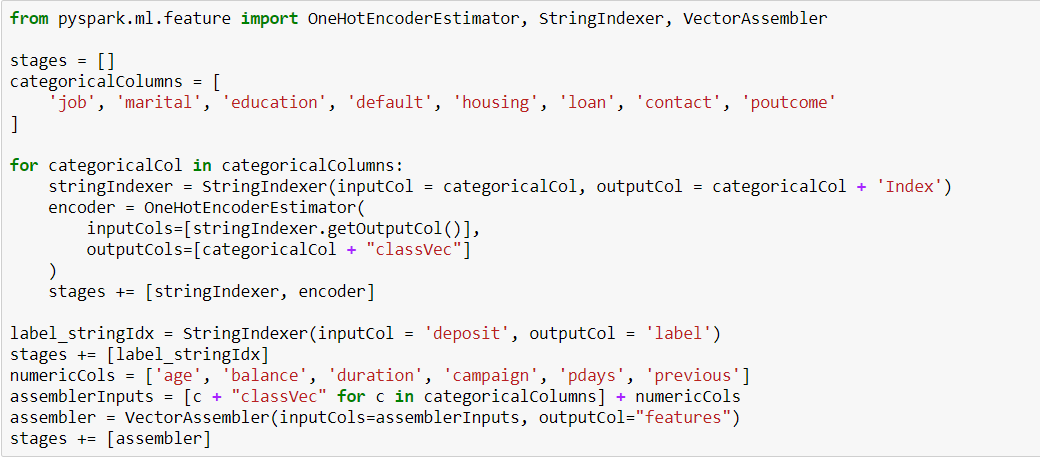 from pyspark.ml.feature import OneHotEncoderEstimator, StringIndexer, VectorAssembler

stages = []
categoricalColumns = [
    'job', 'marital', 'education', 'default', 'housing', 'loan', 'contact', 'poutcome'
]

for categoricalCol in categoricalColumns:
    stringIndexer = StringIndexer(inputCol = categoricalCol, outputCol = categoricalCol + 'Index')
    encoder = OneHotEncoderEstimator(
        inputCols=[stringIndexer.getOutputCol()],
        outputCols=[categoricalCol + "classVec"]
    )
    stages += [stringIndexer, encoder]

label_stringIdx = StringIndexer(inputCol = 'deposit', outputCol = 'label')
stages += [label_stringIdx]
numericCols = ['age', 'balance', 'duration', 'campaign', 'pdays', 'previous']
assemblerInputs = [c + "classVec" for c in categoricalColumns] + numericCols
assembler = VectorAssembler(inputCols=assemblerInputs, outputCol="features")
stages += [assembler]